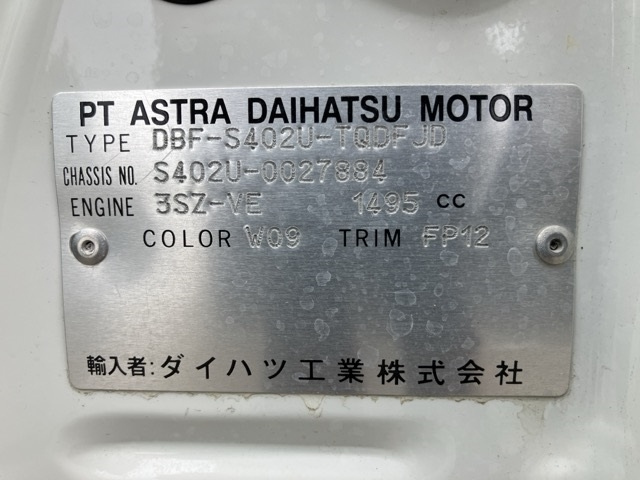 PT ASTRA DAIHATSU MOTOR
TYPE DBF-S402U-TQDFJD
CHASSIS NO. S402U-0027884
ENGINE 3SZ-VE 1495 CC
COLOR W09 TRIM FP12
輸入者:ダイハツ工業株式会社